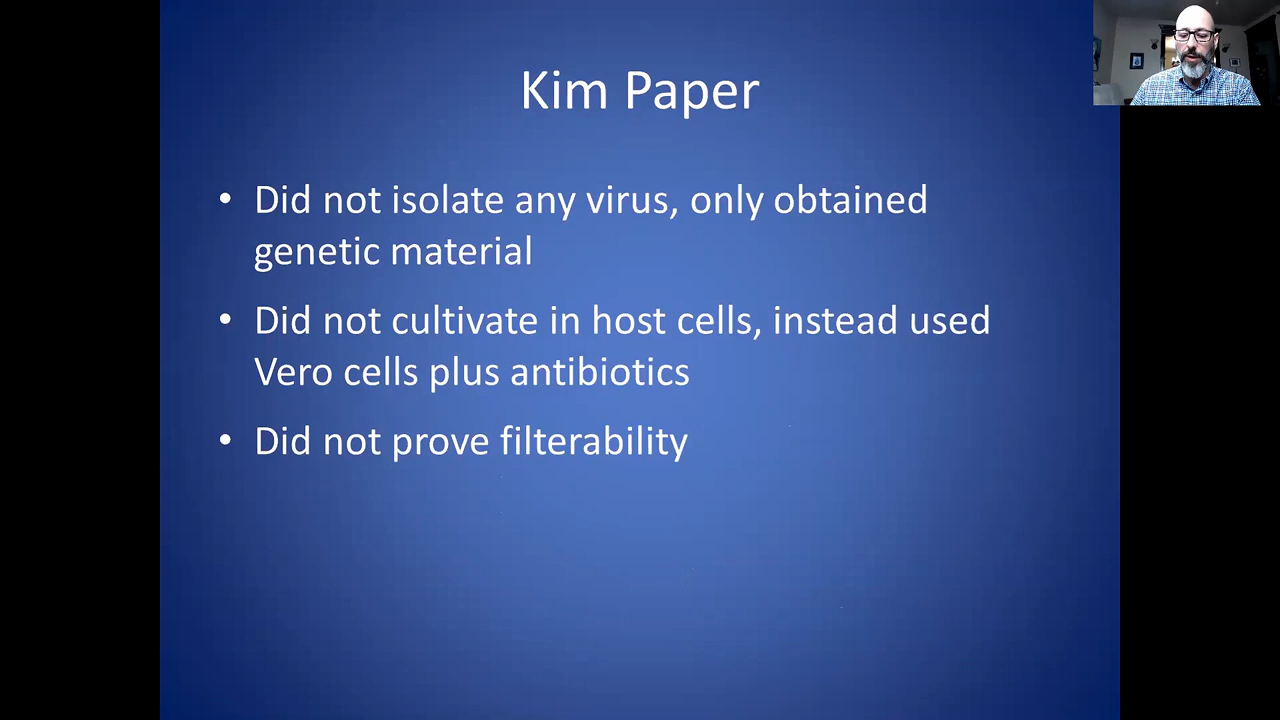 Kim Paper
• Did not isolate any virus, only obtained
genetic material
• Did not cultivate in host cells, instead used
Vero cells plus antibiotics
• Did not prove filterability